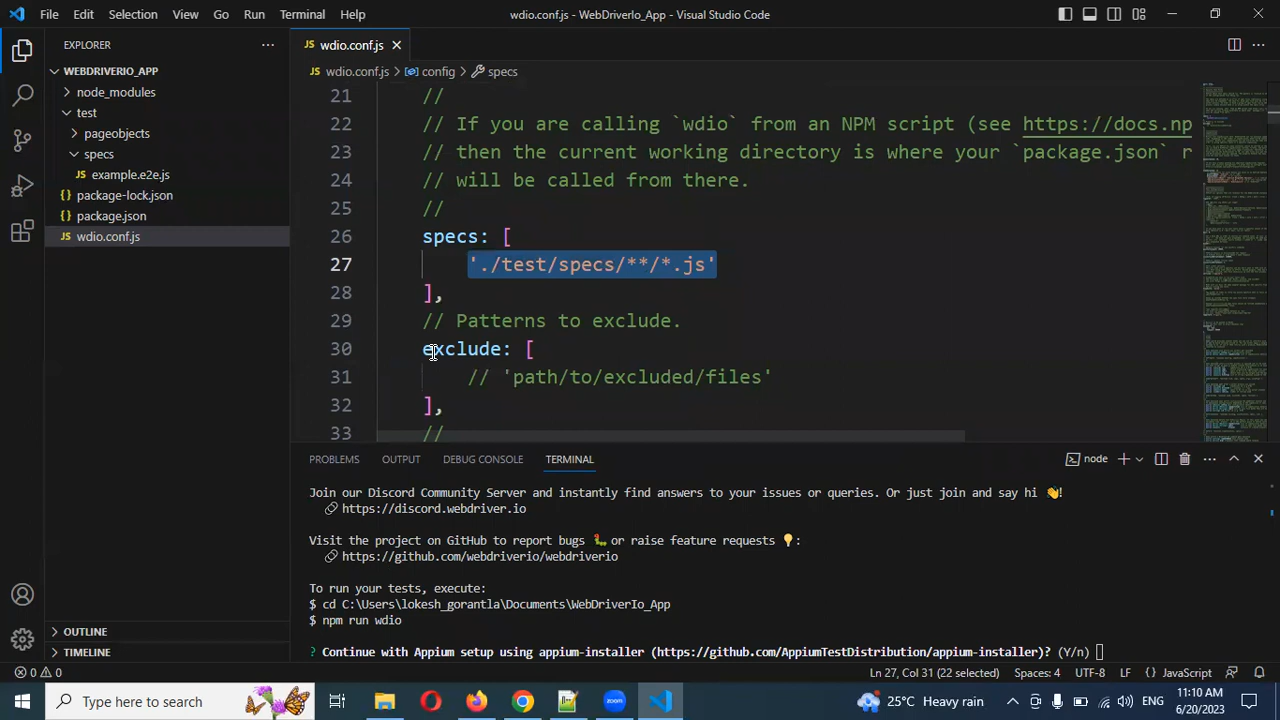 File Edit Selection View Go Run Terminal Help
wdio.conf.js - WebDriverIo_App - Visual Studio Code
EXPLORER
WEBDRIVERIO_APP
node_modules
test
pageobjects
specs
JS example.e2e.js
{} package-lock.json
{} package.json
JS wdio.conf.js
OUTLINE
TIMELINE
JS wdio.conf.js
JS wdio.conf.js > config > specs
21 //
22 // If you are calling `wdio` from an NPM script (see https://docs.np
23 // then the current working directory is where your `package.json` r
24 // will be called from there.
25 //
26 specs: [
27 './test/specs/**/*.js'
28 ],
29 // Patterns to exclude.
30 exclude: [
31 // 'path/to/excluded/files'
32 ],
33 //
PROBLEMS OUTPUT DEBUG CONSOLE TERMINAL
node
Join our Discord Community Server and instantly find answers to your issues or queries. Or just join and say hi 👋!
🔗 https://discord.webdriver.io
Visit the project on GitHub to report bugs 🐛 or raise feature requests 💡:
🔗 https://github.com/webdriverio/webdriverio
To run your tests, execute:
$ cd C:\Users\lokesh_gorantla\Documents\WebDriverIo_App
$ npm run wdio
? Continue with Appium setup using appium-installer (https://github.com/AppiumTestDistribution/appium-installer)? (Y/n)
0 0 Ln 27, Col 31 (22 selected) Spaces: 4 UTF-8 LF {} JavaScript
Type here to search
zoom
25°C Heavy rain
ENG
11:10 AM
6/20/2023